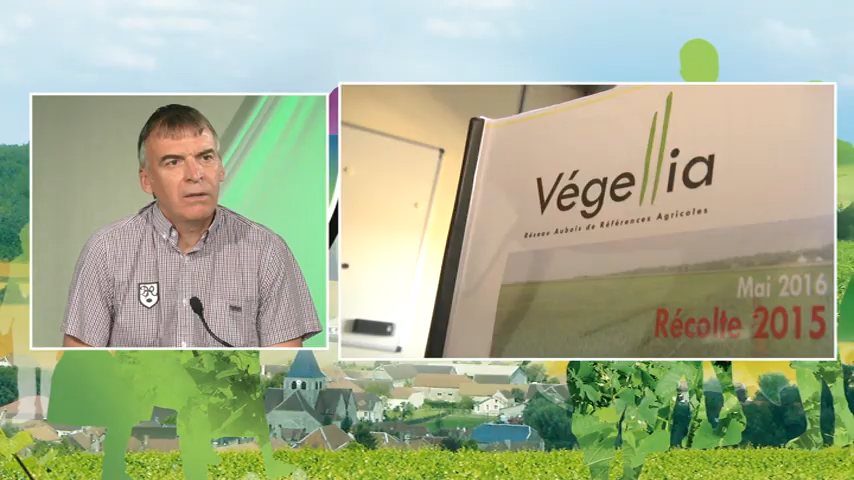 Végellia
Réseau Aubois de Références Agricoles
Mai 2016
Récolte 2015